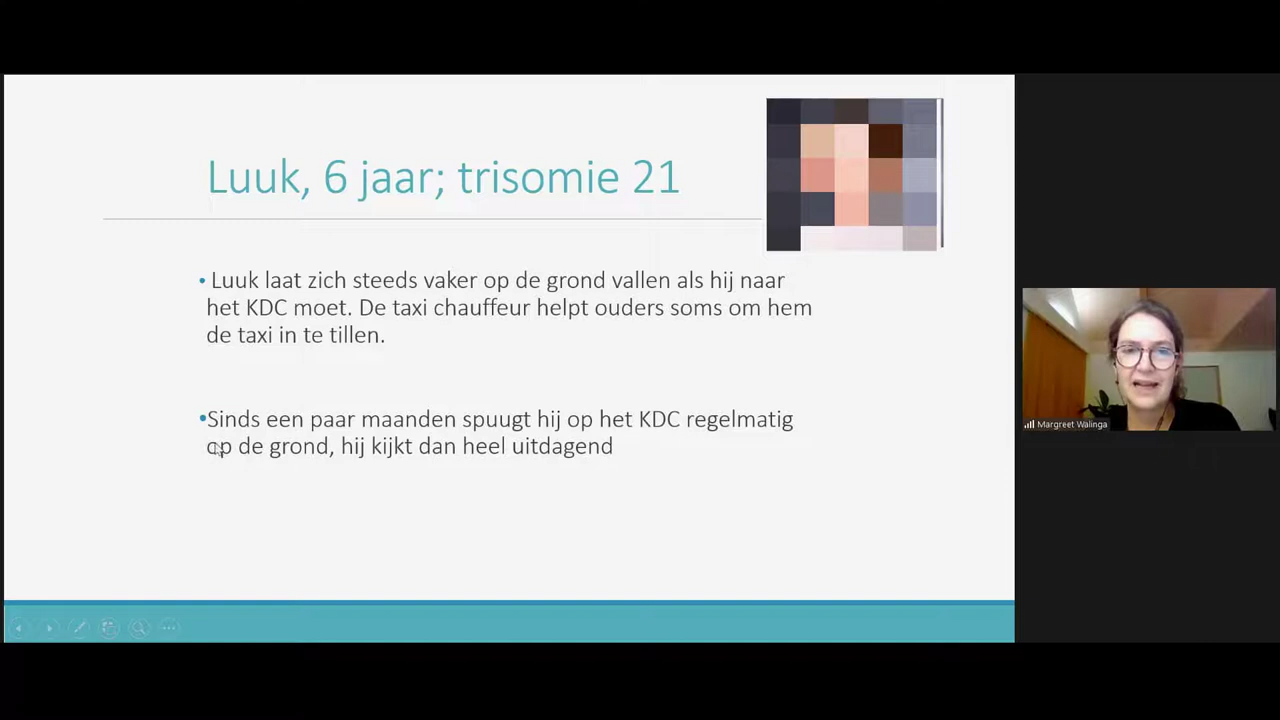 Luuk, 6 jaar; trisomie 21
• Luuk laat zich steeds vaker op de grond vallen als hij naar
het KDC moet. De taxi chauffeur helpt ouders soms om hem
de taxi in te tillen.
•Sinds een paar maanden spuugt hij op het KDC regelmatig
op de grond, hij kijkt dan heel uitdagend
Margreet Walinga